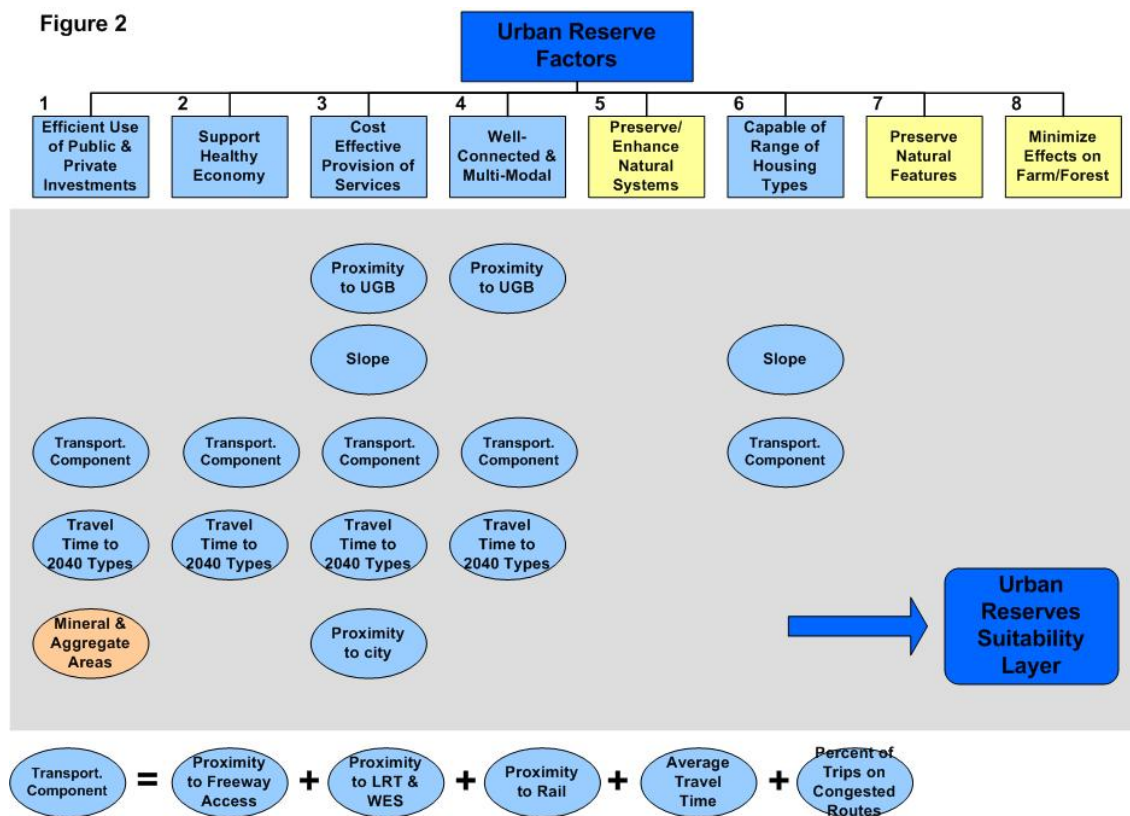 Figure 2
Urban Reserve
Factors
1
2
3
4
5
6
7
8
Efficient Use
of Public &
Private
Investments
Support
Healthy
Economy
Cost
Effective
Provision of
Services
Well-
Connected &
Multi-Modal
Preserve/
Enhance
Natural
Systems
Capable of
Range of
Housing
Types
Preserve
Natural
Features
Minimize
Effects on
Farm/Forest
Proximity
to UGB
Proximity
to UGB
Slope
Slope
Transport.
Component
Transport.
Component
Transport.
Component
Transport.
Component
Transport.
Component
Travel
Time to
2040 Types
Travel
Time to
2040 Types
Travel
Time to
2040 Types
Travel
Time to
2040 Types
Mineral &
Aggregate
Areas
Proximity
to city
Urban
Reserves
Suitability
Layer
Transport.
Component
=
Proximity
to Freeway
Access
+
Proximity
to LRT &
WES
+
Proximity
to Rail
+
Average
Travel
Time
+
Percent of
Trips on
Congested
Routes